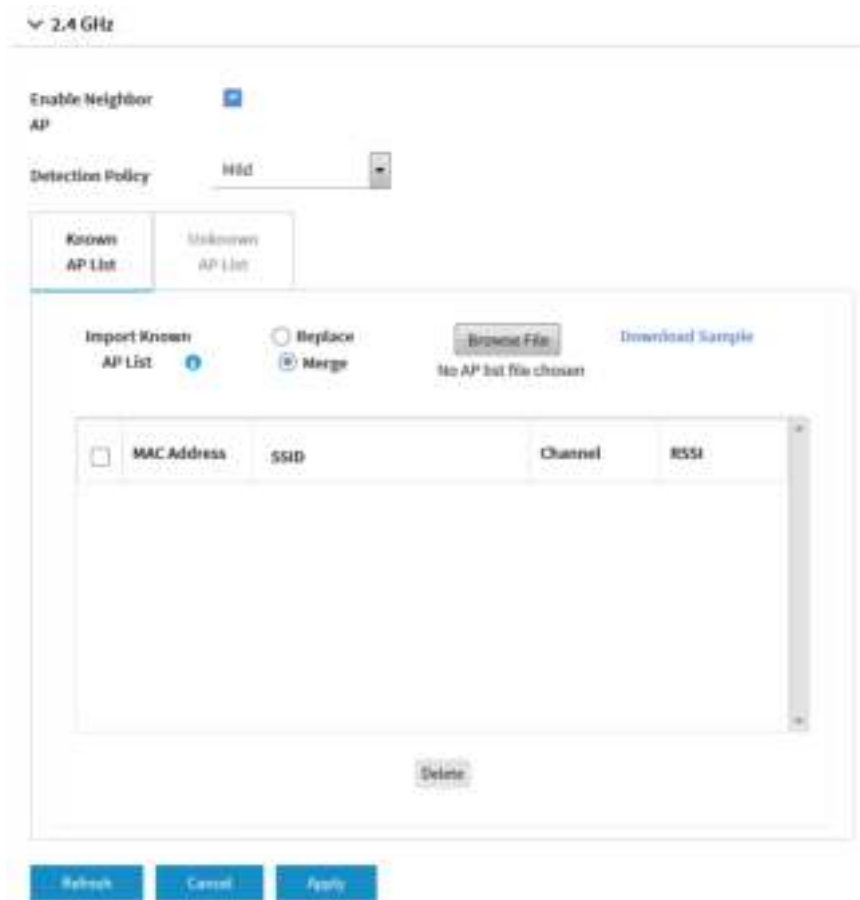 2.4 GHz
Enable Neighbor
AP
Detection Policy
Mild
Known
AP List
Unknown
AP List
Import Known
AP List
Replace
Merge
Browse File
No AP list file chosen
Download Sample
MAC Address SSID Channel RSSI
Delete
Refresh Cancel Apply